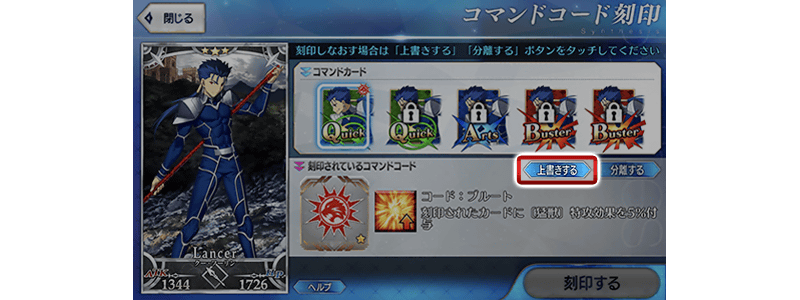 閉じる
コマンドコード刻印
刻印しなおす場合は「上書きする」「分離する」ボタンをタッチしてください
コマンドカード
Quick
Quick
Arts
Buster
Buster
刻印されているコマンドコード
上書きする
分離する
コード：ブルート
刻印されたカードに〔猛獣〕特攻効果を5%付
与
Lancer
クー・フーリン
ATK
1344
HP
1726
ヘルプ
刻印する